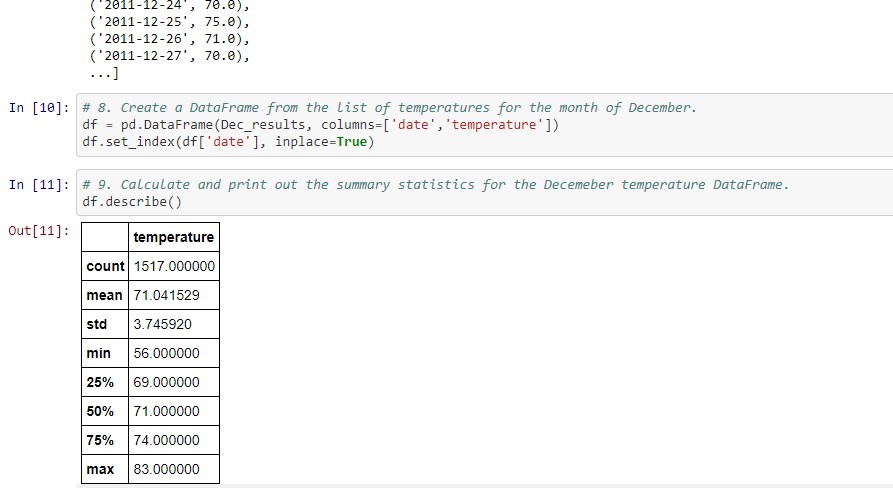 ('2011-12-24', 70.0),
('2011-12-25', 75.0),
('2011-12-26', 71.0),
('2011-12-27', 70.0),
...]
In [10]: # 8. Create a DataFrame from the list of temperatures for the month of December.
df = pd.DataFrame(Dec_results, columns=['date','temperature'])
df.set_index(df['date'], inplace=True)
In [11]: # 9. Calculate and print out the summary statistics for the Decemeber temperature DataFrame.
df.describe()
Out[11]:
temperature
count 1517.000000
mean 71.041529
std 3.745920
min 56.000000
25% 69.000000
50% 71.000000
75% 74.000000
max 83.000000